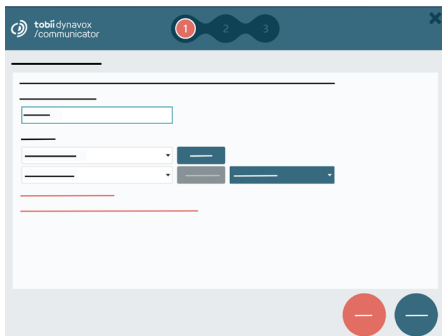 tobii dynavox
/communicator
1 2 3